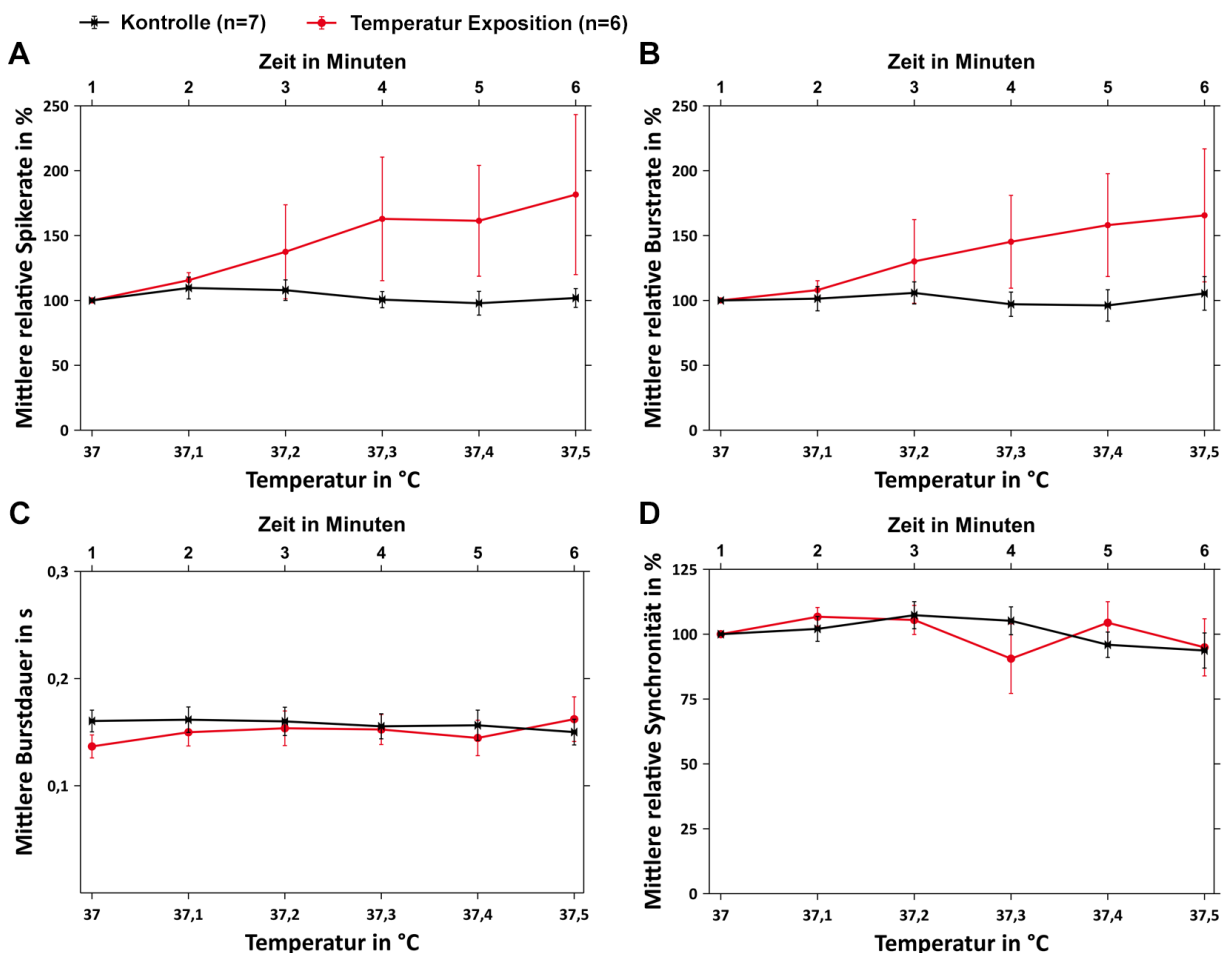 Kontrolle (n=7) Temperatur Exposition (n=6)
A
Zeit in Minuten
1 2 3 4 5 6
Mittlere relative Spikerate in %
250
200
150
100
50
0
37 37,1 37,2 37,3 37,4 37,5
Temperatur in °C
B
Zeit in Minuten
1 2 3 4 5 6
Mittlere relative Burstrate in %
250
200
150
100
50
0
37 37,1 37,2 37,3 37,4 37,5
Temperatur in °C
C
Zeit in Minuten
1 2 3 4 5 6
Mittlere Burstdauer in s
0,3
0,2
0,1
37 37,1 37,2 37,3 37,4 37,5
Temperatur in °C
D
Zeit in Minuten
1 2 3 4 5 6
Mittlere relative Synchronität in %
125
100
75
50
25
0
37 37,1 37,2 37,3 37,4 37,5
Temperatur in °C